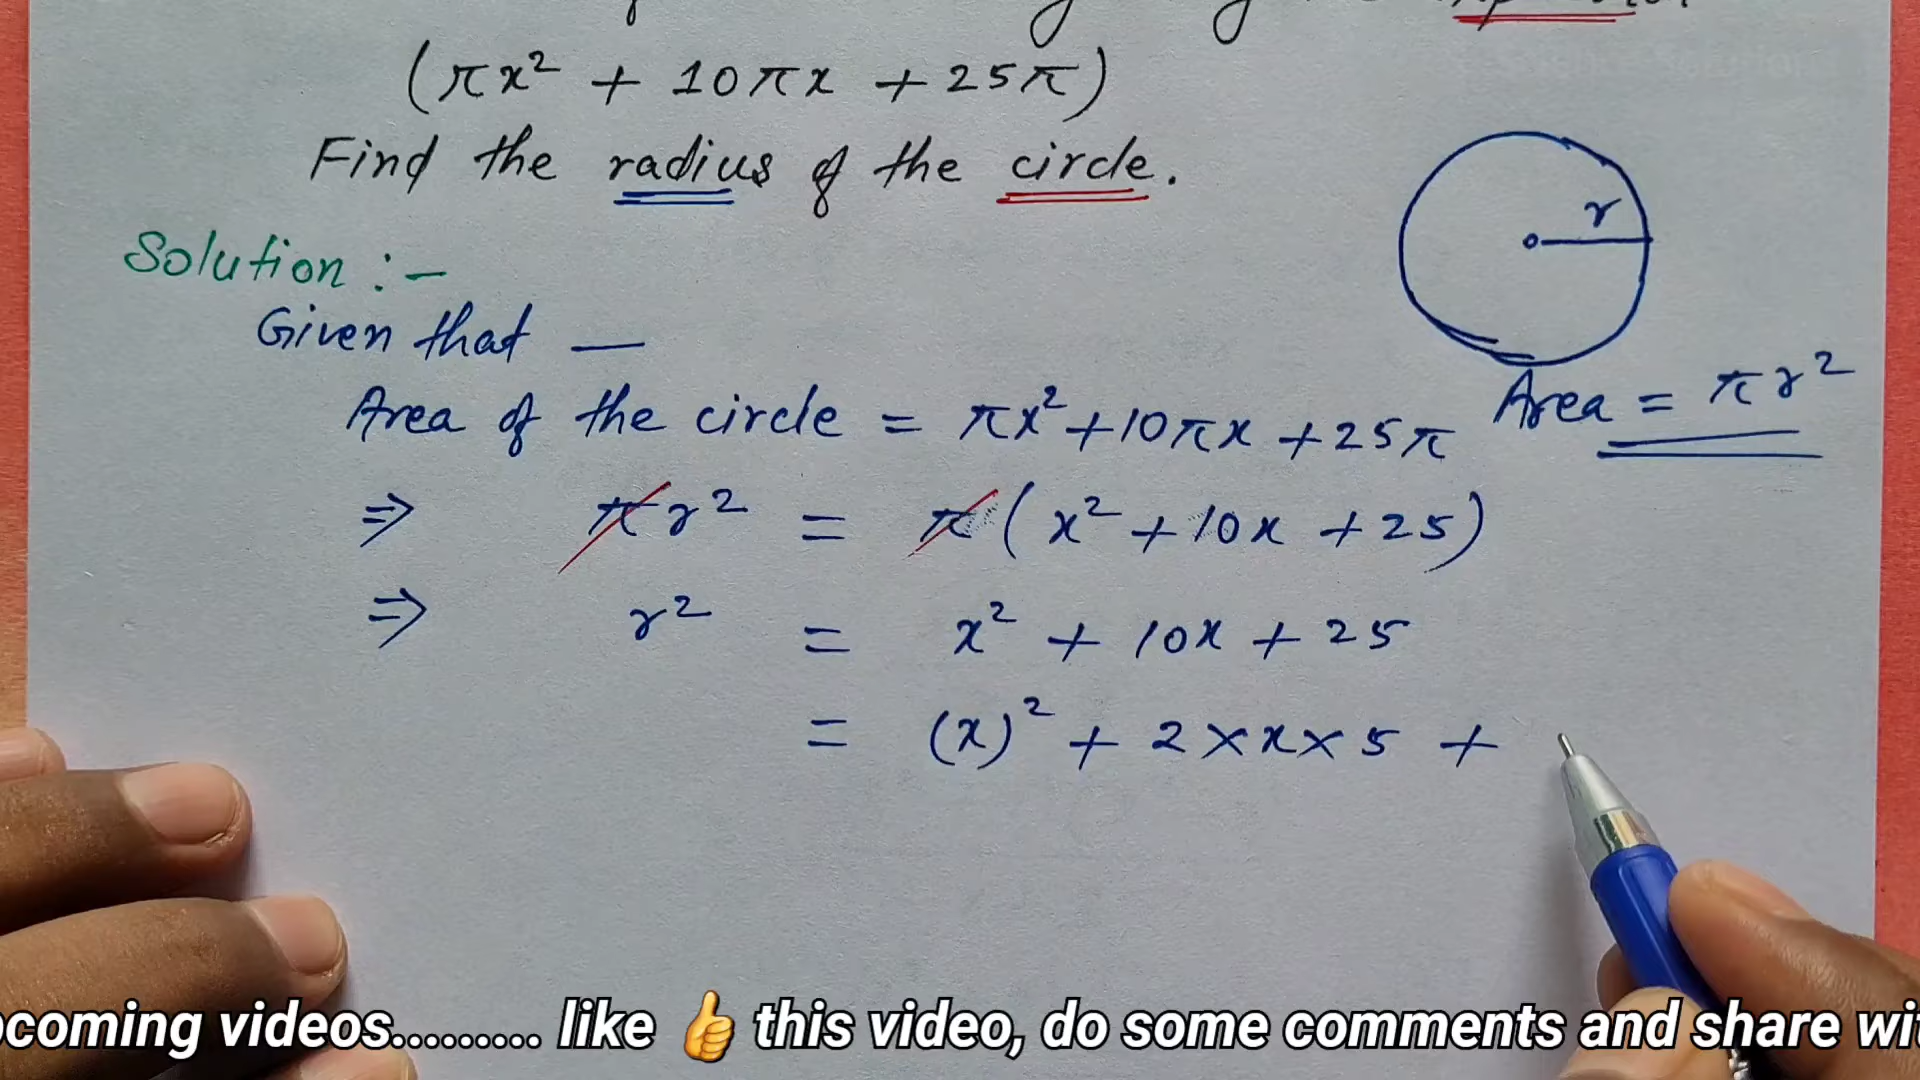 (πx² + 10πx + 25π)
Find the radius of the circle.
Solution :-
r
Given that —
Area of the circle = πx² + 10πx + 25π
Area = πr²
⇒ πr² = π(x² + 10x + 25)
⇒ r² = x² + 10x + 25
= (x)² + 2 × x × 5 +
coming videos......... like 👍 this video, do some comments and share wi